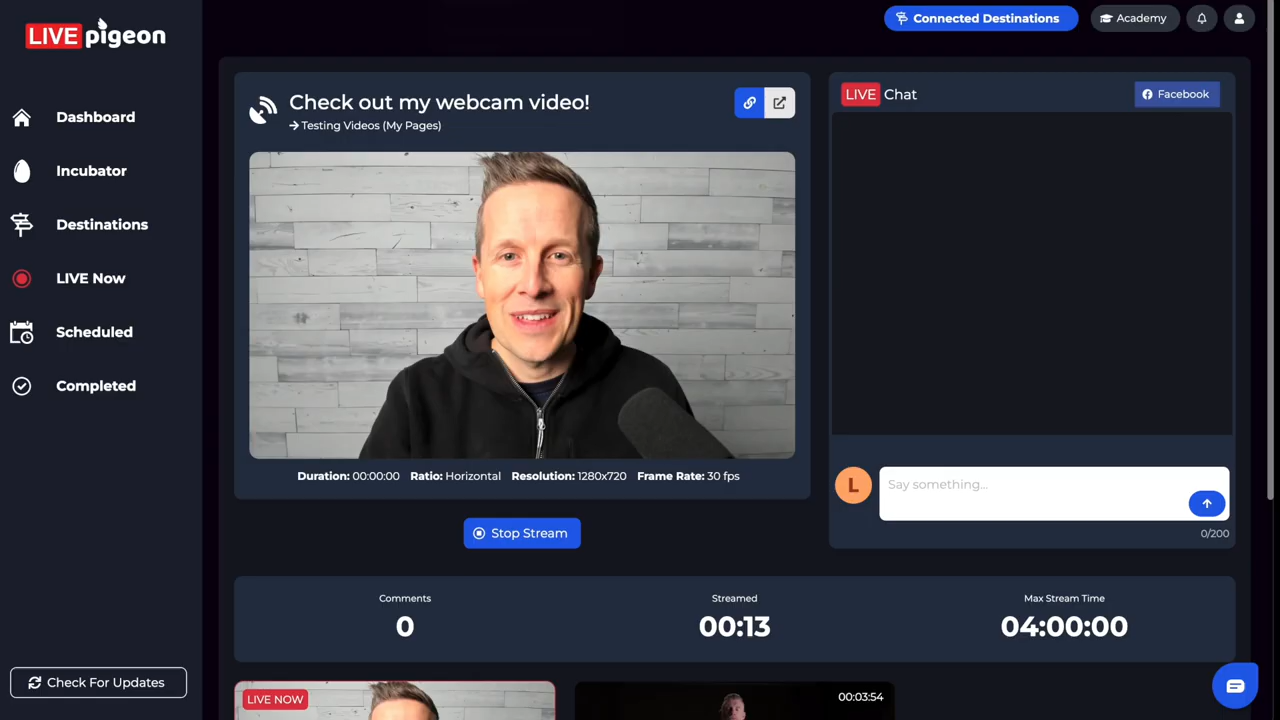 LIVE pigeon
Connected Destinations
Academy
Dashboard
Incubator
Destinations
LIVE Now
Scheduled
Completed
Check For Updates
Check out my webcam video!
Testing Videos (My Pages)
Duration: 00:00:00 Ratio: Horizontal Resolution: 1280x720 Frame Rate: 30 fps
Stop Stream
LIVE Chat
Facebook
L
Say something...
0/200
Comments
0
Streamed
00:13
Max Stream Time
04:00:00
LIVE NOW
00:03:54